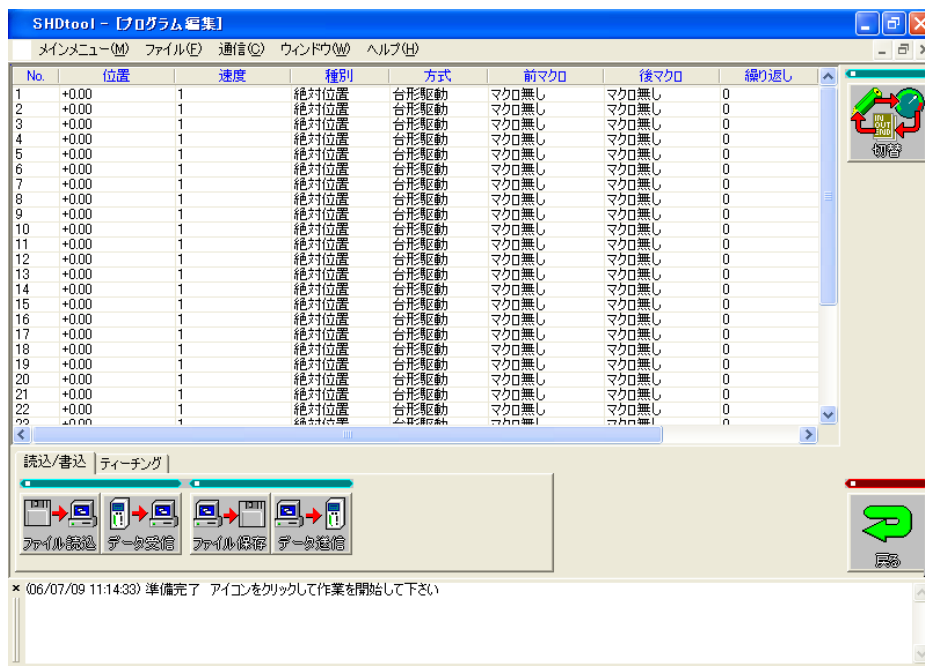 SHDtool - [プログラム編集]
メインメニュー(M) ファイル(F) 通信(C) ウィンドウ(W) ヘルプ(H)
No. 位置 速度 種別 方式 前マクロ 後マクロ 繰り返し
1 +0.00 1 絶対位置 台形駆動 マクロ無し マクロ無し 0
2 +0.00 1 絶対位置 台形駆動 マクロ無し マクロ無し 0
3 +0.00 1 絶対位置 台形駆動 マクロ無し マクロ無し 0
4 +0.00 1 絶対位置 台形駆動 マクロ無し マクロ無し 0
5 +0.00 1 絶対位置 台形駆動 マクロ無し マクロ無し 0
6 +0.00 1 絶対位置 台形駆動 マクロ無し マクロ無し 0
7 +0.00 1 絶対位置 台形駆動 マクロ無し マクロ無し 0
8 +0.00 1 絶対位置 台形駆動 マクロ無し マクロ無し 0
9 +0.00 1 絶対位置 台形駆動 マクロ無し マクロ無し 0
10 +0.00 1 絶対位置 台形駆動 マクロ無し マクロ無し 0
11 +0.00 1 絶対位置 台形駆動 マクロ無し マクロ無し 0
12 +0.00 1 絶対位置 台形駆動 マクロ無し マクロ無し 0
13 +0.00 1 絶対位置 台形駆動 マクロ無し マクロ無し 0
14 +0.00 1 絶対位置 台形駆動 マクロ無し マクロ無し 0
15 +0.00 1 絶対位置 台形駆動 マクロ無し マクロ無し 0
16 +0.00 1 絶対位置 台形駆動 マクロ無し マクロ無し 0
17 +0.00 1 絶対位置 台形駆動 マクロ無し マクロ無し 0
18 +0.00 1 絶対位置 台形駆動 マクロ無し マクロ無し 0
19 +0.00 1 絶対位置 台形駆動 マクロ無し マクロ無し 0
20 +0.00 1 絶対位置 台形駆動 マクロ無し マクロ無し 0
21 +0.00 1 絶対位置 台形駆動 マクロ無し マクロ無し 0
22 +0.00 1 絶対位置 台形駆動 マクロ無し マクロ無し 0
23 +0.00 1 絶対位置 台形駆動 マクロ無し マクロ無し 0
IN
OUT
END
切替
読込/書込 ティーチング
ファイル読込 データ受信 ファイル保存 データ送信
戻る
(06/07/09 11:14:33) 準備完了 アイコンをクリックして作業を開始して下さい